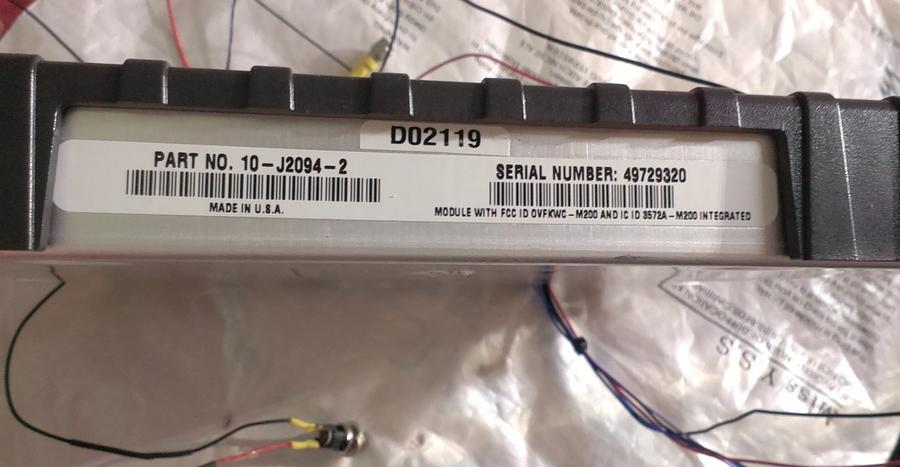 D02119
PART NO. 10-J2094-2
MADE IN U.S.A.
SERIAL NUMBER: 49729320
MODULE WITH FCC ID OVFKWC-M200 AND IC ID 3572A-M200 INTEGRATED